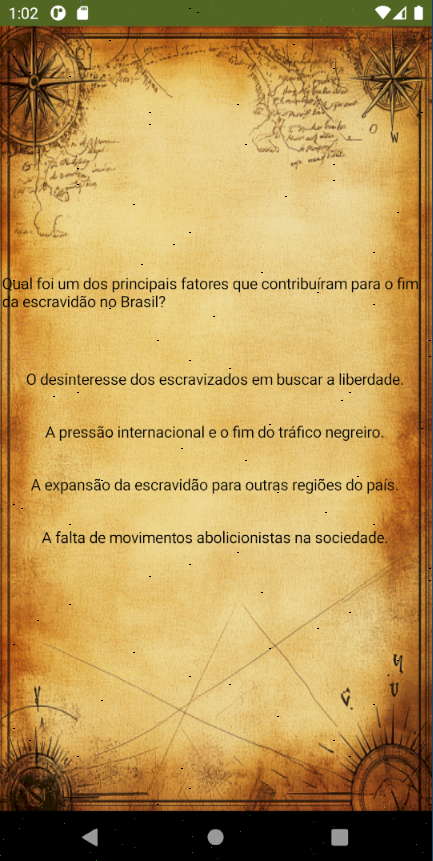 1:02
W
Qual foi um dos principais fatores que contribuíram para o fim
da escravidão no Brasil?
O desinteresse dos escravizados em buscar a liberdade.
A pressão internacional e o fim do tráfico negreiro.
A expansão da escravidão para outras regiões do país.
A falta de movimentos abolicionistas na sociedade.